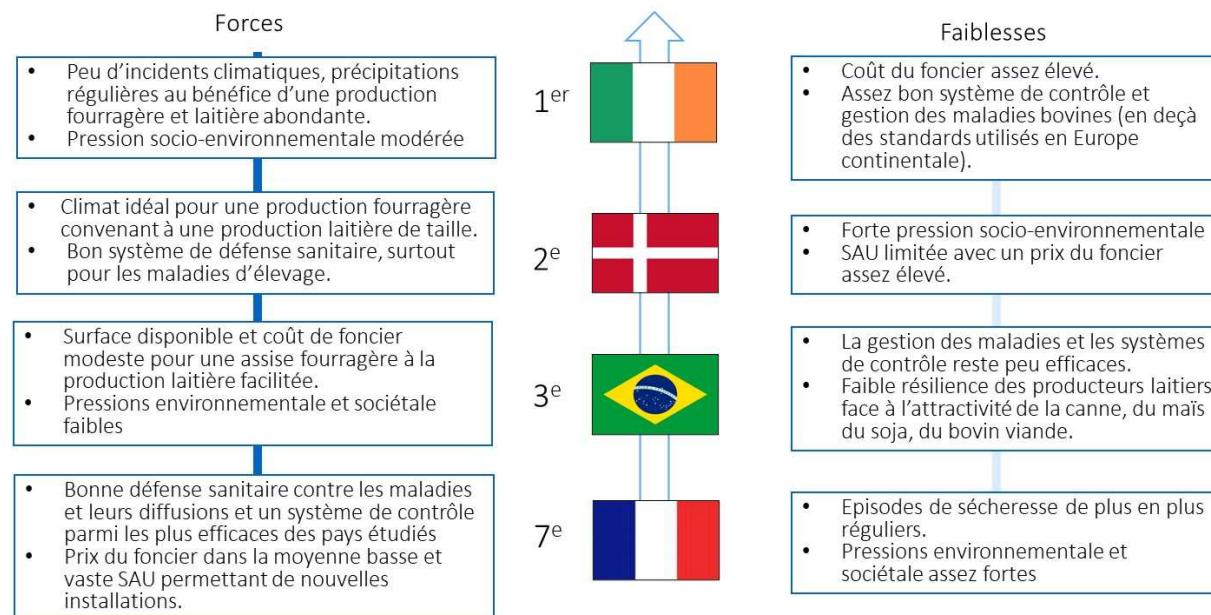 Forces
Faiblesses
• Peu d'incidents climatiques, précipitations
régulières au bénéfice d'une production
fourragère et laitière abondante.
• Pression socio-environnementale modérée
1er
• Coût du foncier assez élevé.
• Assez bon système de contrôle et
gestion des maladies bovines (en deçà
des standards utilisés en Europe
continentale).
• Climat idéal pour une production fourragère
convenant à une production laitière de taille.
• Bon système de défense sanitaire, surtout
pour les maladies d'élevage.
2e
• Forte pression socio-environnementale
• SAU limitée avec un prix du foncier
assez élevé.
• Surface disponible et coût de foncier
modeste pour une assise fourragère à la
production laitière facilitée.
• Pressions environnementale et sociétale
faibles
3e
• La gestion des maladies et les systèmes
de contrôle reste peu efficaces.
• Faible résilience des producteurs laitiers
face à l'attractivité de la canne, du maïs
du soja, du bovin viande.
• Bonne défense sanitaire contre les maladies
et leurs diffusions et un système de contrôle
parmi les plus efficaces des pays étudiés
• Prix du foncier dans la moyenne basse et
vaste SAU permettant de nouvelles
installations.
7e
• Episodes de sécheresse de plus en plus
réguliers.
• Pressions environnementale et
sociétale assez fortes